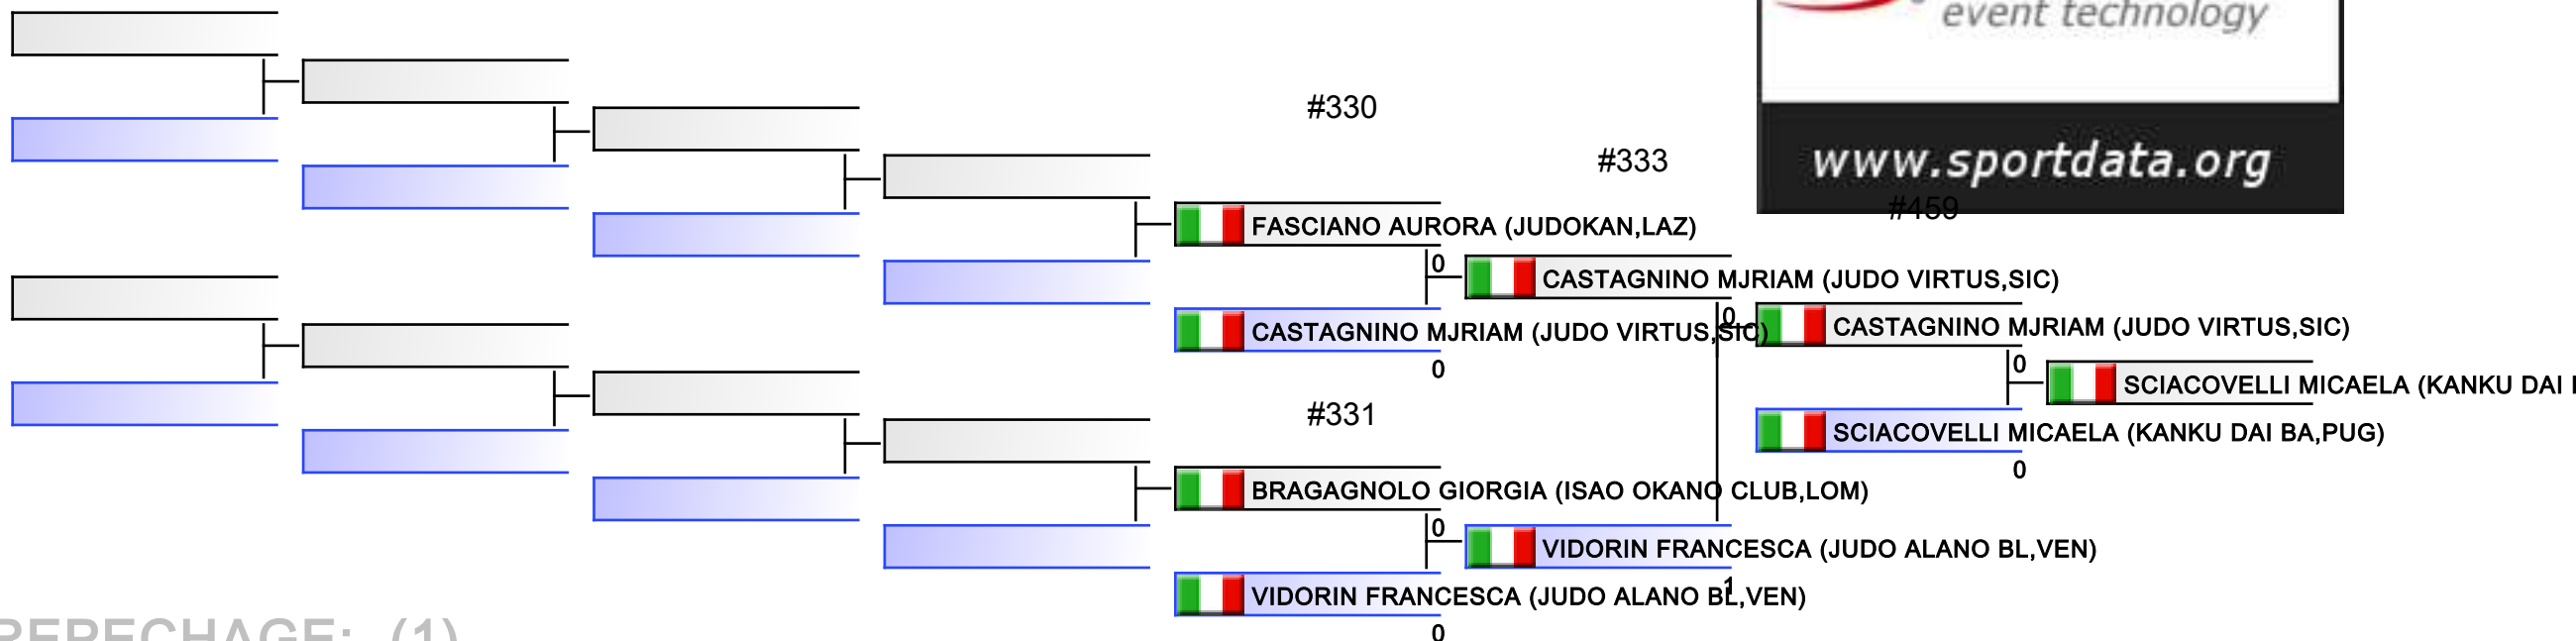 event technology
#330
#333
www.sportdata.org
#459
FASCIANO AURORA (JUDOKAN,LAZ)
0
CASTAGNINO MJRIAM (JUDO VIRTUS,SIC)
CASTAGNINO MJRIAM (JUDO VIRTUS,SIC)
0
0
CASTAGNINO MJRIAM (JUDO VIRTUS,SIC)
0
SCIACOVELLI MICAELA (KANKU DAI
SCIACOVELLI MICAELA (KANKU DAI BA,PUG)
0
#331
BRAGAGNOLO GIORGIA (ISAO OKANO CLUB,LOM)
0
VIDORIN FRANCESCA (JUDO ALANO BL,VEN)
1
VIDORIN FRANCESCA (JUDO ALANO BL,VEN)
0
REPECHAGE: (1)